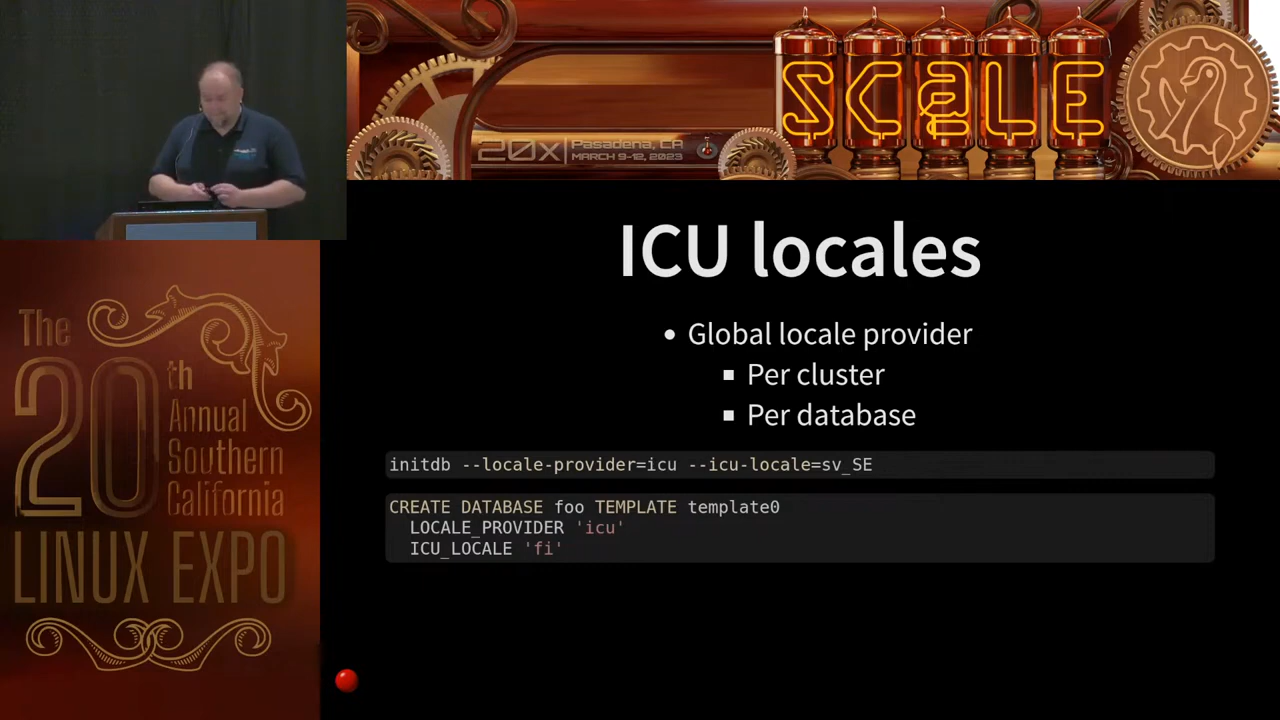 SCaLE
20x
Pasadena, CA
MARCH 9-12, 2023
The
20th
Annual
Southern
California
LINUX EXPO
ICU locales
• Global locale provider
▪ Per cluster
▪ Per database
initdb --locale-provider=icu --icu-locale=sv_SE
CREATE DATABASE foo TEMPLATE template0
LOCALE_PROVIDER 'icu'
ICU_LOCALE 'fi'